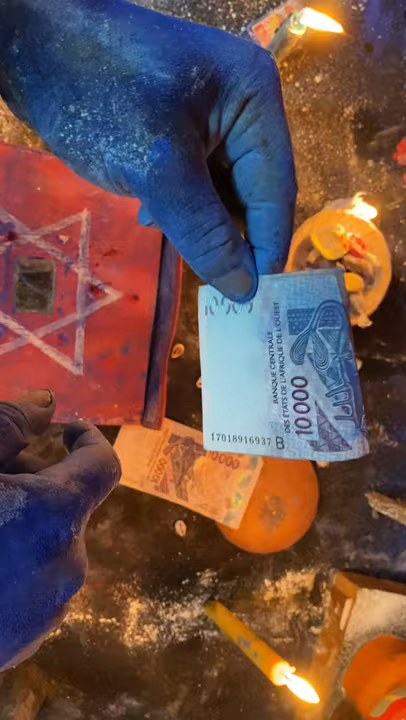 BANQUE CENTRALE
DES ETATS DE L'AFRIQUE DE L'OUEST
10000
17018916937
10000